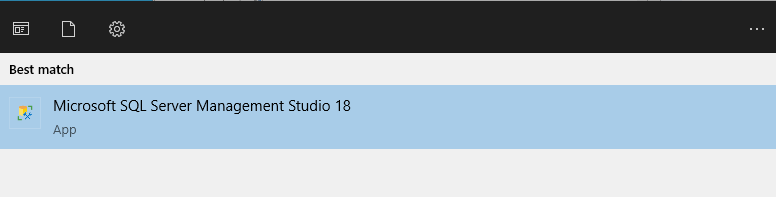 Best match
Microsoft SQL Server Management Studio 18
App